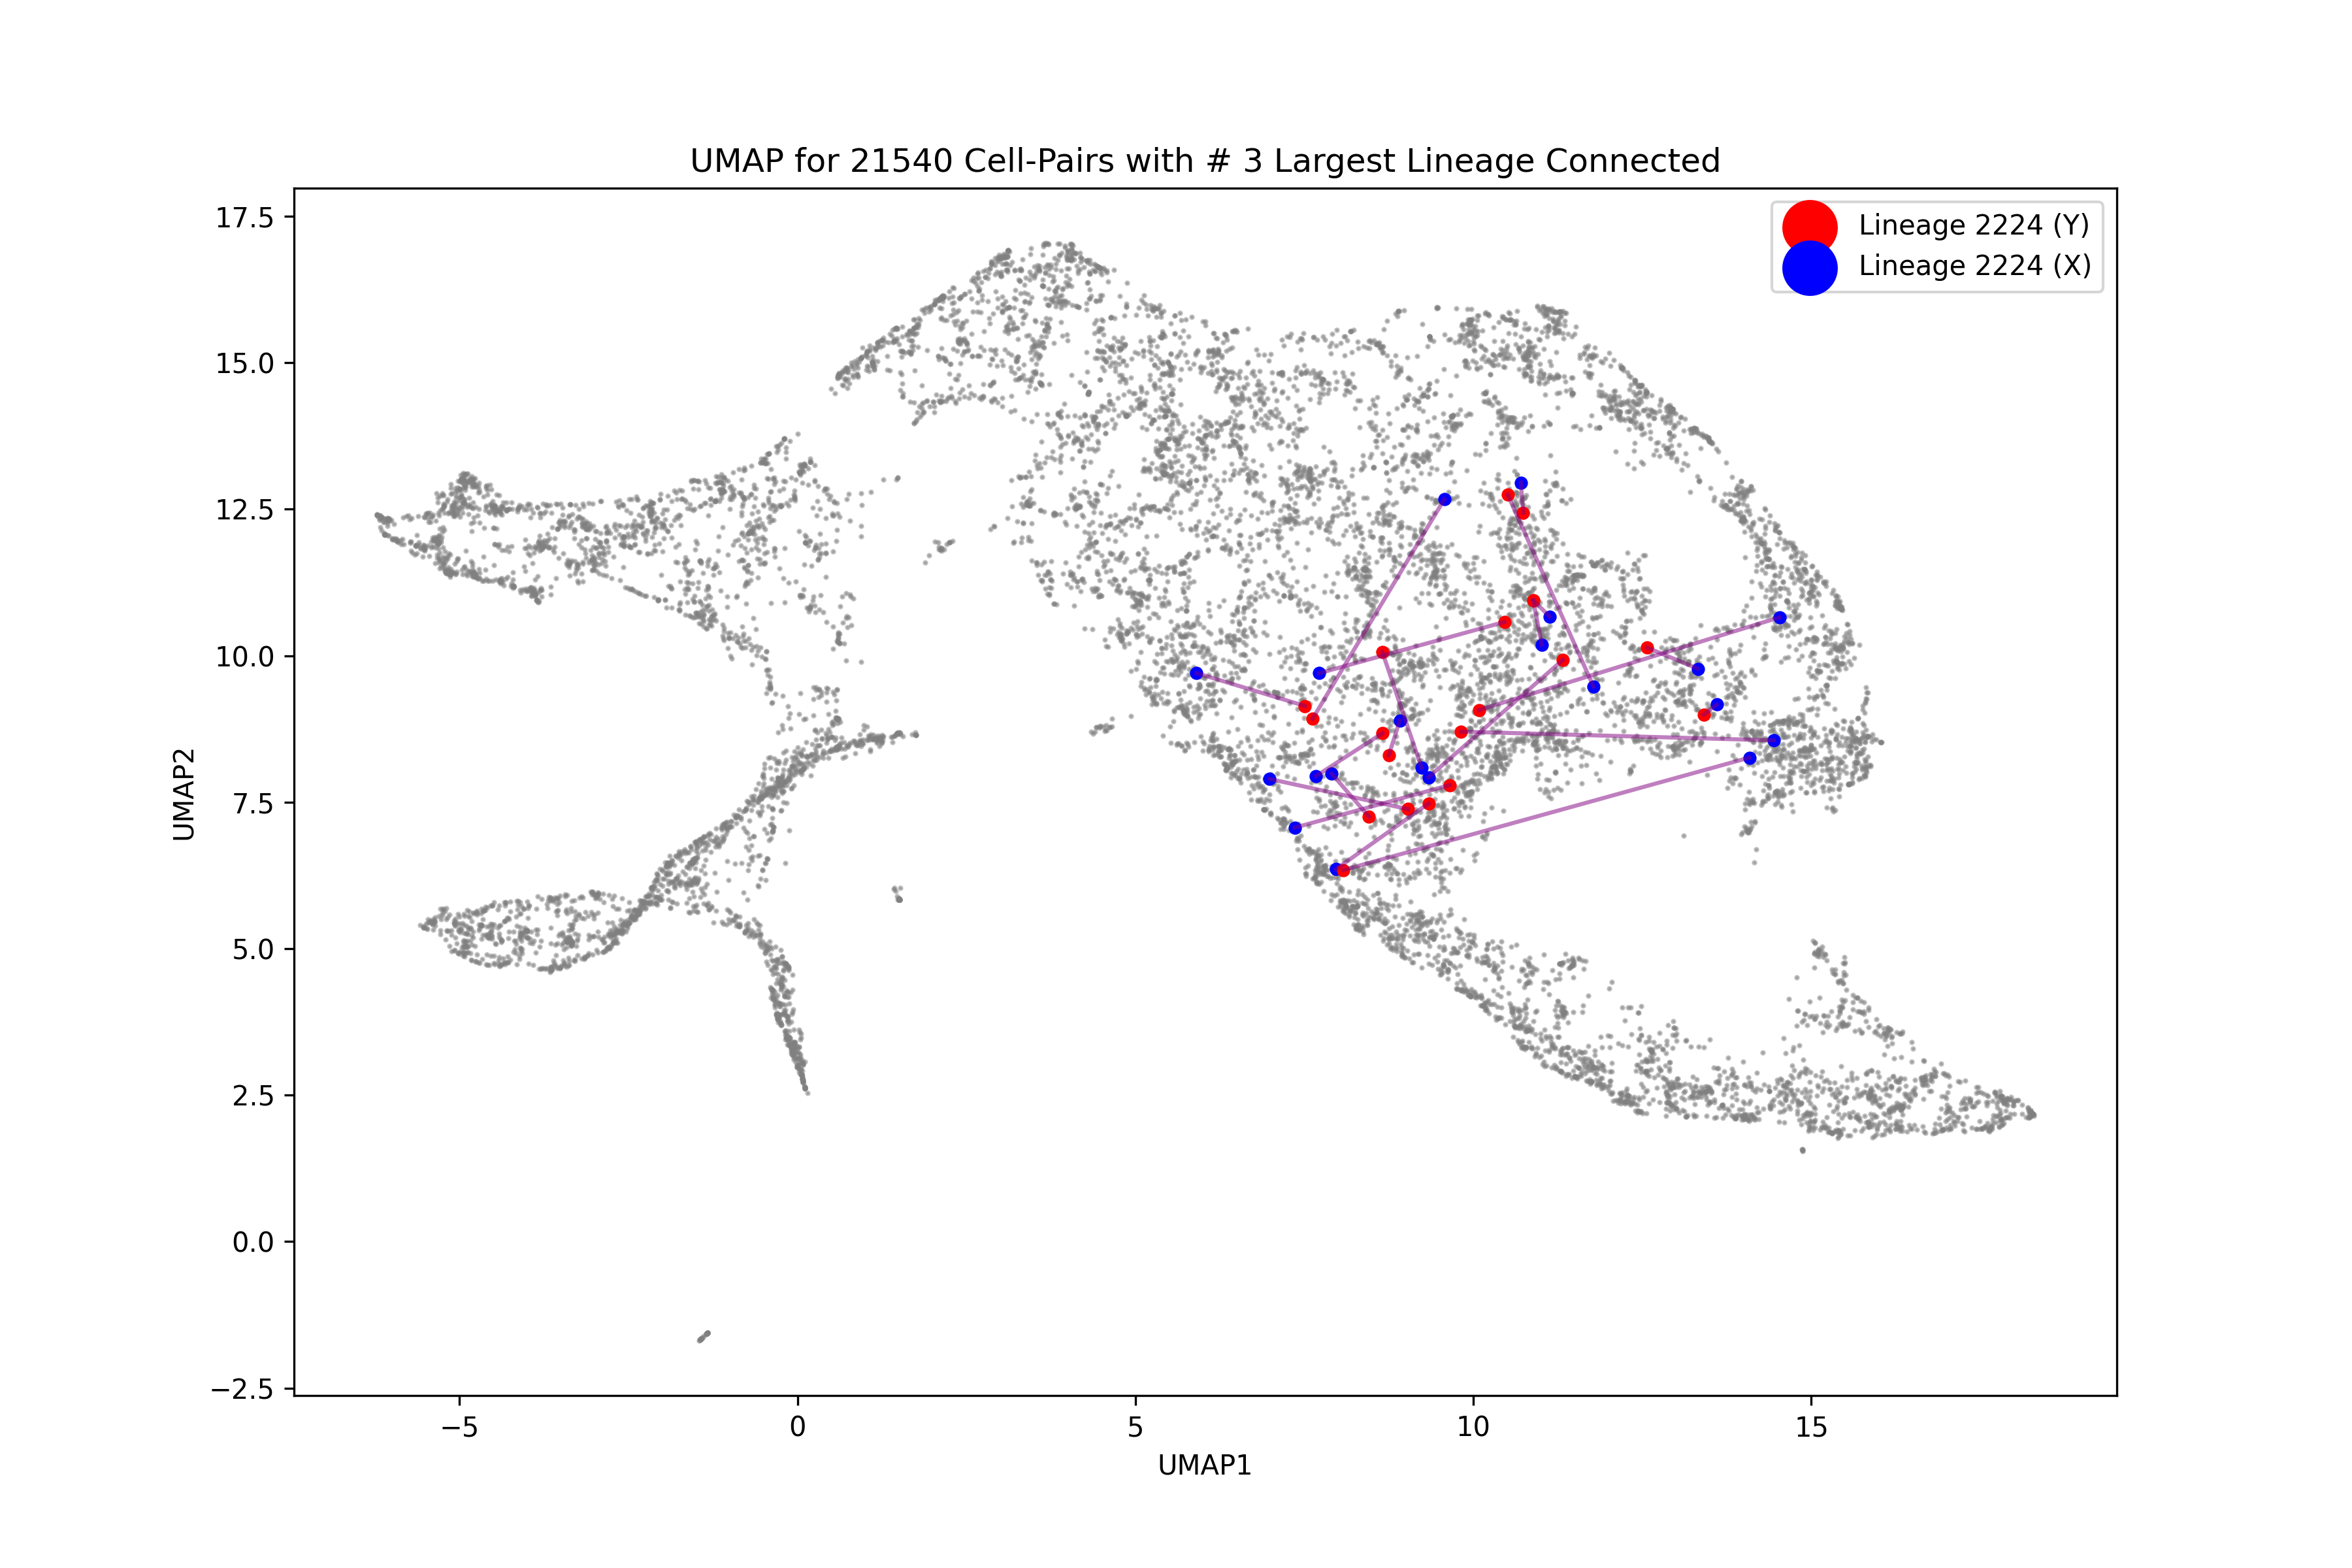 UMAP for 21540 Cell-Pairs with # 3 Largest Lineage Connected
Lineage 2224 (Y)
Lineage 2224 (X)
17.5
15.0
12.5
10.0
7.5
5.0
2.5
0.0
−2.5
UMAP2
−5 0 5 10 15
UMAP1